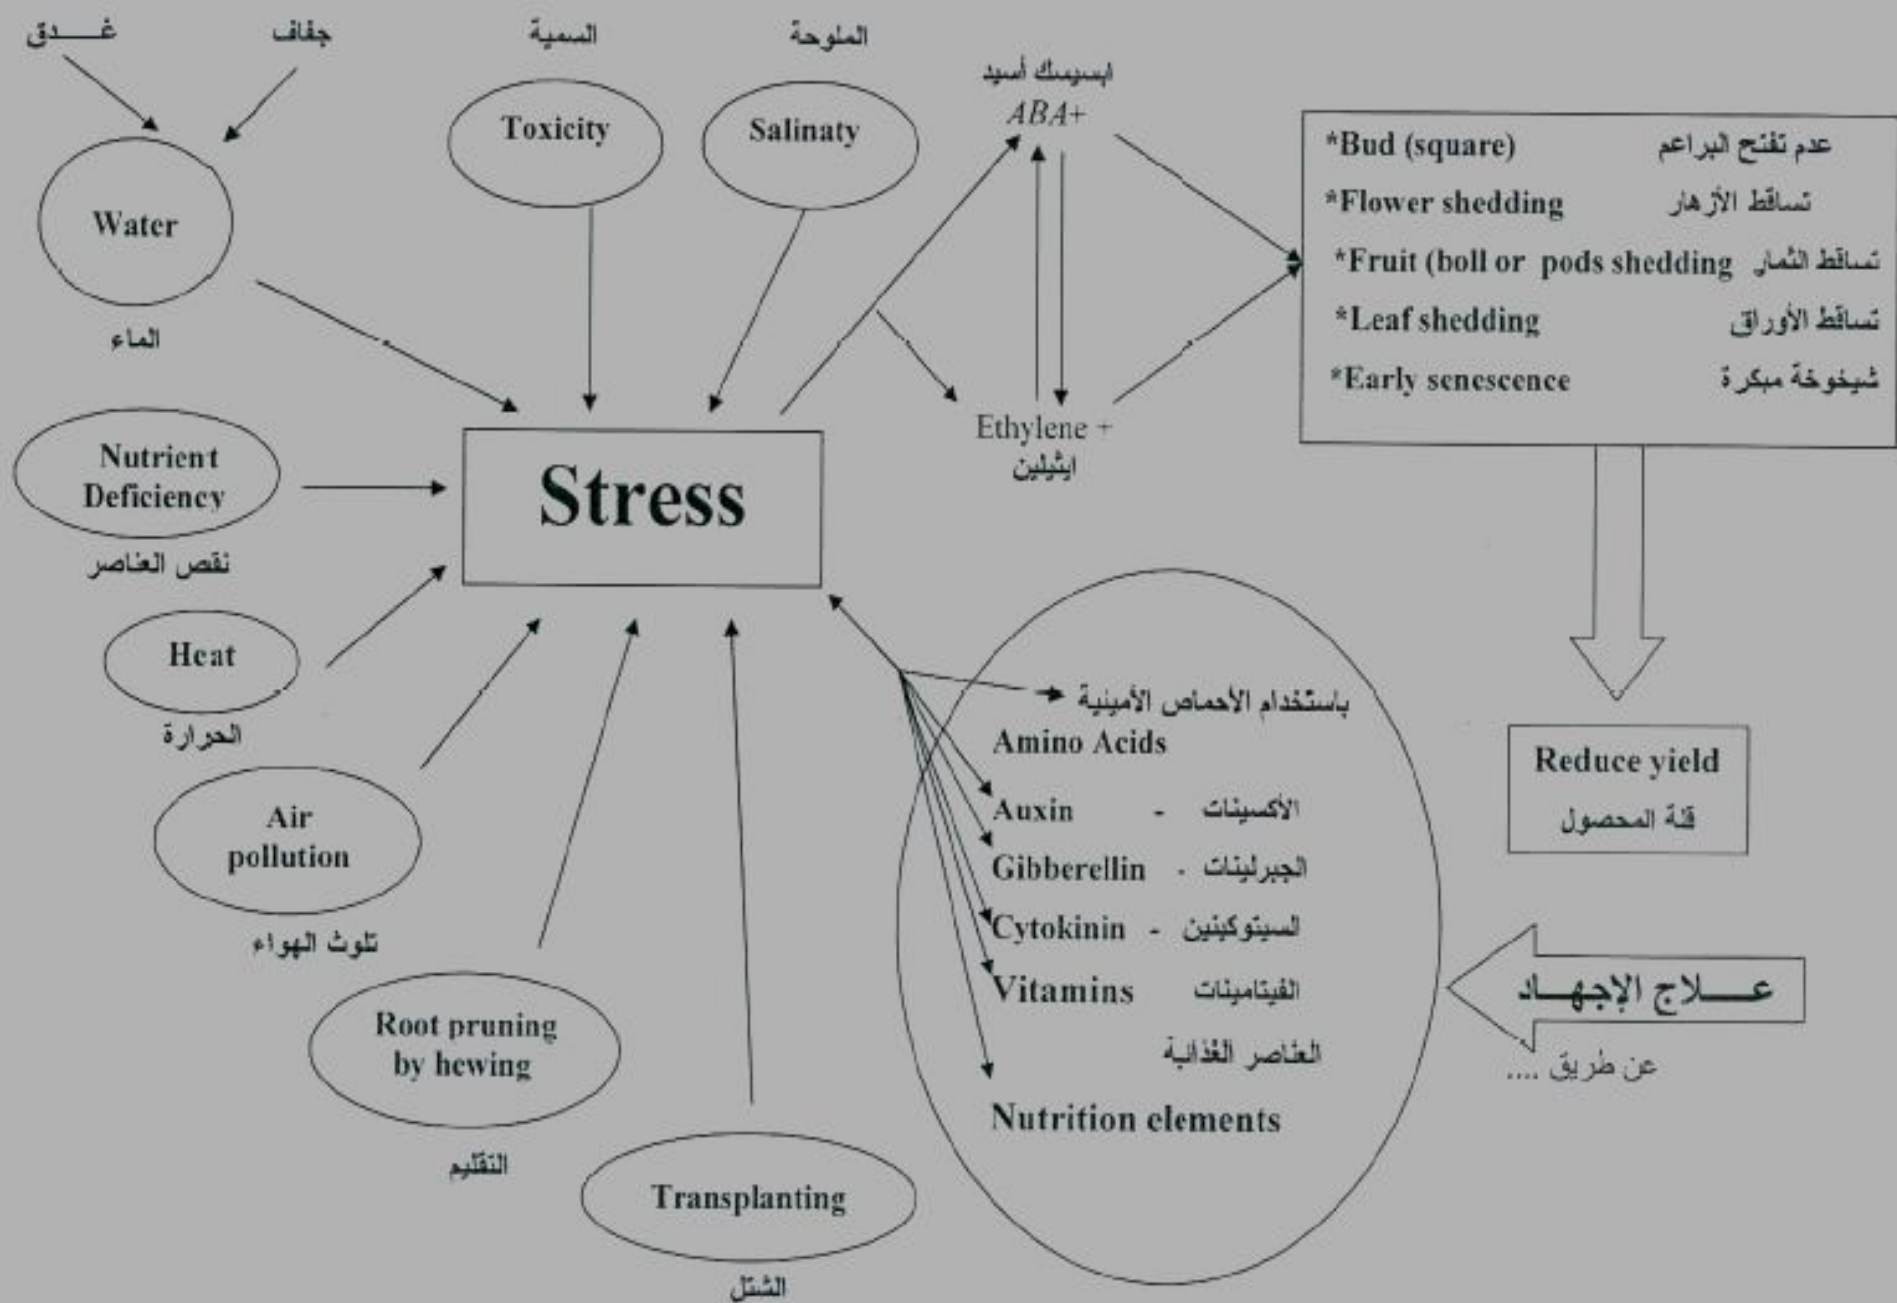 غـــدق
جفاف
السمية
الملوحة
Water
الماء
Toxicity
Salinaty
ابسيسك أسيد
ABA+
Ethylene +
ايثيلين
*Bud (square) عدم تفتح البراعم
*Flower shedding تساقط الأزهار
*Fruit (boll or pods shedding تساقط الثمار
*Leaf shedding تساقط الأوراق
*Early senescence شيخوخة مبكرة
Nutrient
Deficiency
نقص العناصر
Stress
Heat
الحرارة
Air
pollution
تلوث الهواء
Root pruning
by hewing
التقليم
Transplanting
الشتل
باستخدام الأحماص الأمينية
Amino Acids
Auxin - الأكسينات
Gibberellin - الجبرلينات
Cytokinin - السيتوكينين
Vitamins الفيتامينات
العناصر الغذائية
Nutrition elements
Reduce yield
قلة المحصول
عـــلاج الإجهـــاد
عن طريق ....